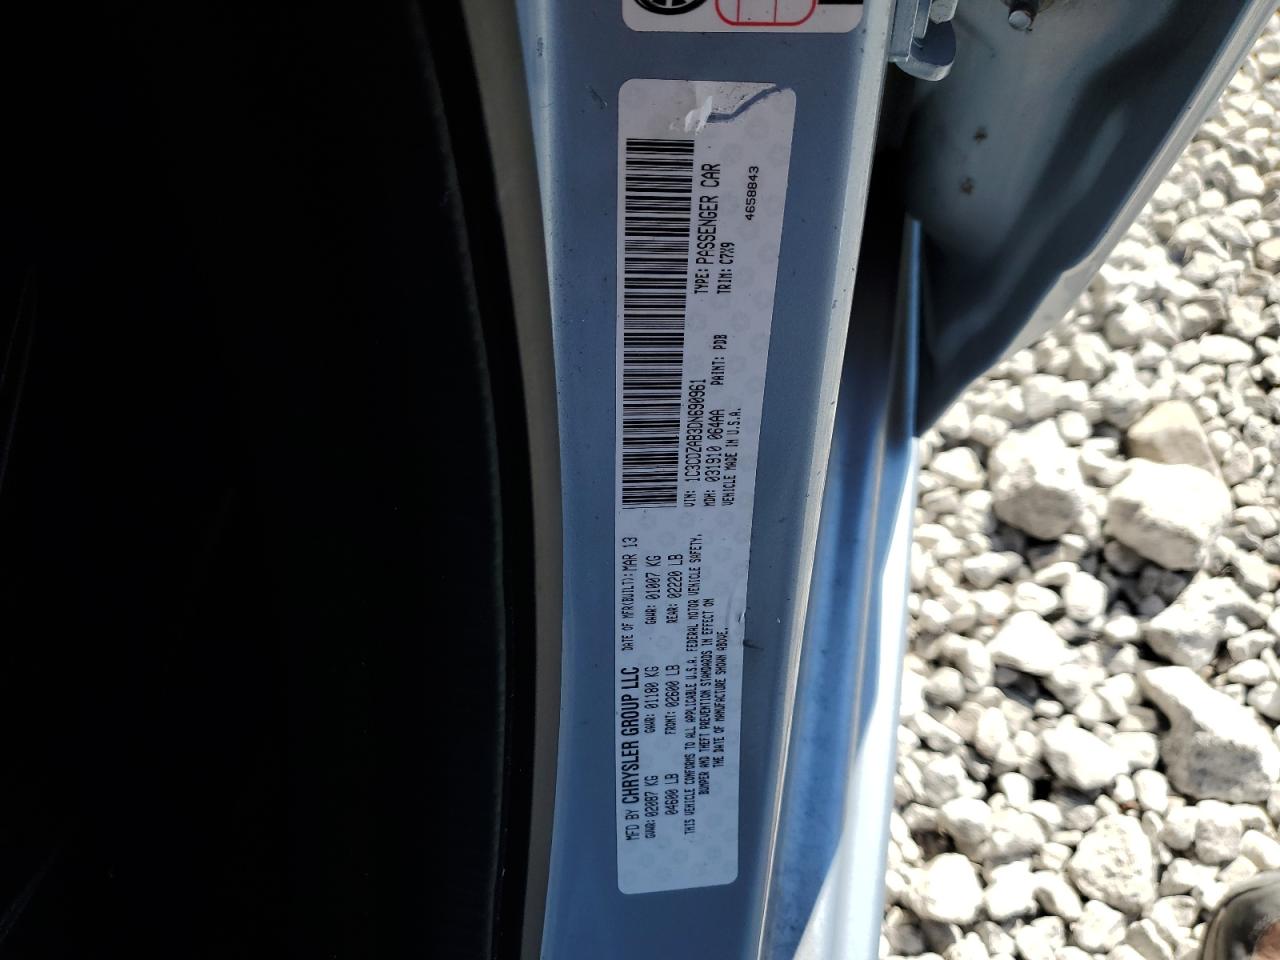 MFD BY CHRYSLER GROUP LLC DATE OF MFR(BUILT): MAR 13
GVWR: 02087 KG GAWR: 01180 KG GAWR: 01007 KG
04600 LB FRONT: 02600 LB REAR: 02220 LB
THIS VEHICLE CONFORMS TO ALL APPLICABLE U.S.A. FEDERAL MOTOR VEHICLE SAFETY,
BUMPER AND THEFT PREVENTION STANDARDS IN EFFECT ON
THE DATE OF MANUFACTURE SHOWN ABOVE.
VIN: 1C3CDZAB3DN690961 TYPE: PASSENGER CAR
MDH: 031910 064AA PAINT: PDB TRIM: C7X9
VEHICLE MADE IN U.S.A. 4658843